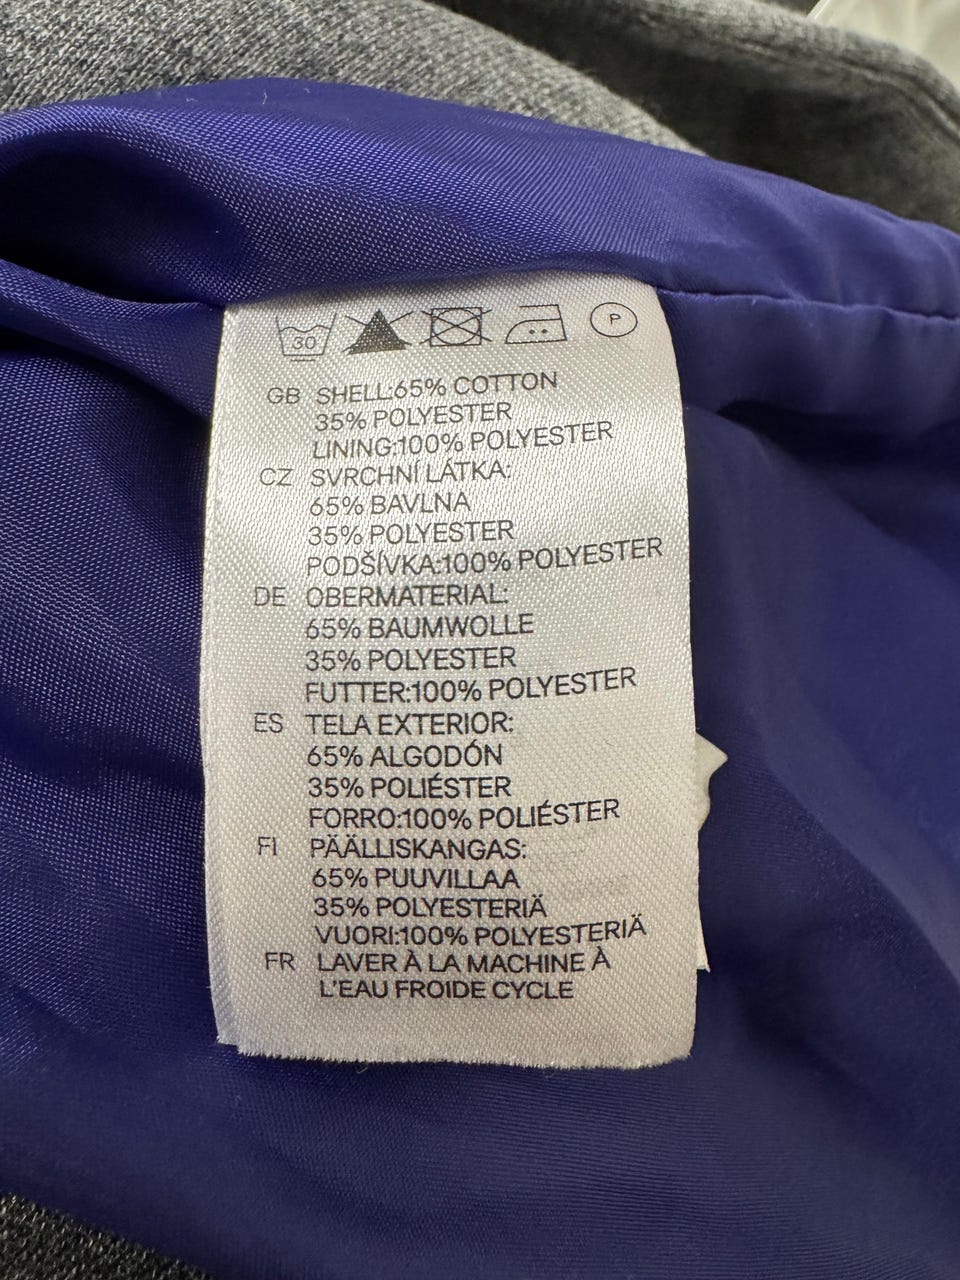 30
P
GB SHELL:65% COTTON
35% POLYESTER
LINING:100% POLYESTER
CZ SVRCHNÍ LÁTKA:
65% BAVLNA
35% POLYESTER
PODŠÍVKA:100% POLYESTER
DE OBERMATERIAL:
65% BAUMWOLLE
35% POLYESTER
FUTTER:100% POLYESTER
ES TELA EXTERIOR:
65% ALGODÓN
35% POLIÉSTER
FORRO:100% POLIÉSTER
FI PÄÄLLISKANGAS:
65% PUUVILLAA
35% POLYESTERIÄ
VUORI:100% POLYESTERIÄ
FR LAVER À LA MACHINE À
L'EAU FROIDE CYCLE